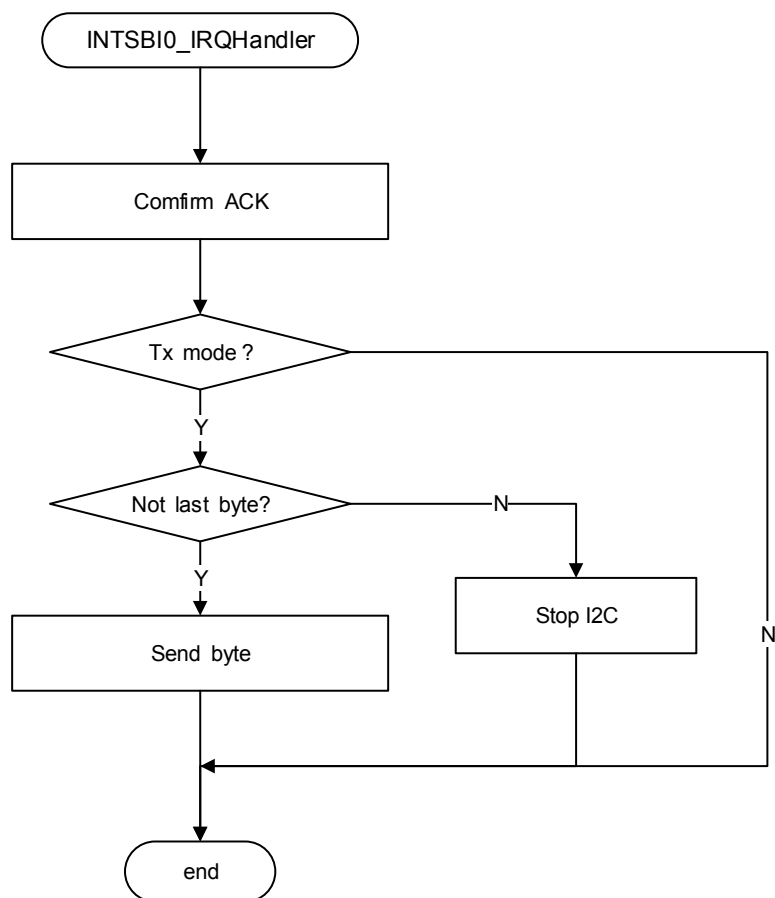 INTSBI0_IRQHandler
Comfirm ACK
Tx mode ?
Y
Not last byte?
N
Y
Stop I2C
Send byte
N
end